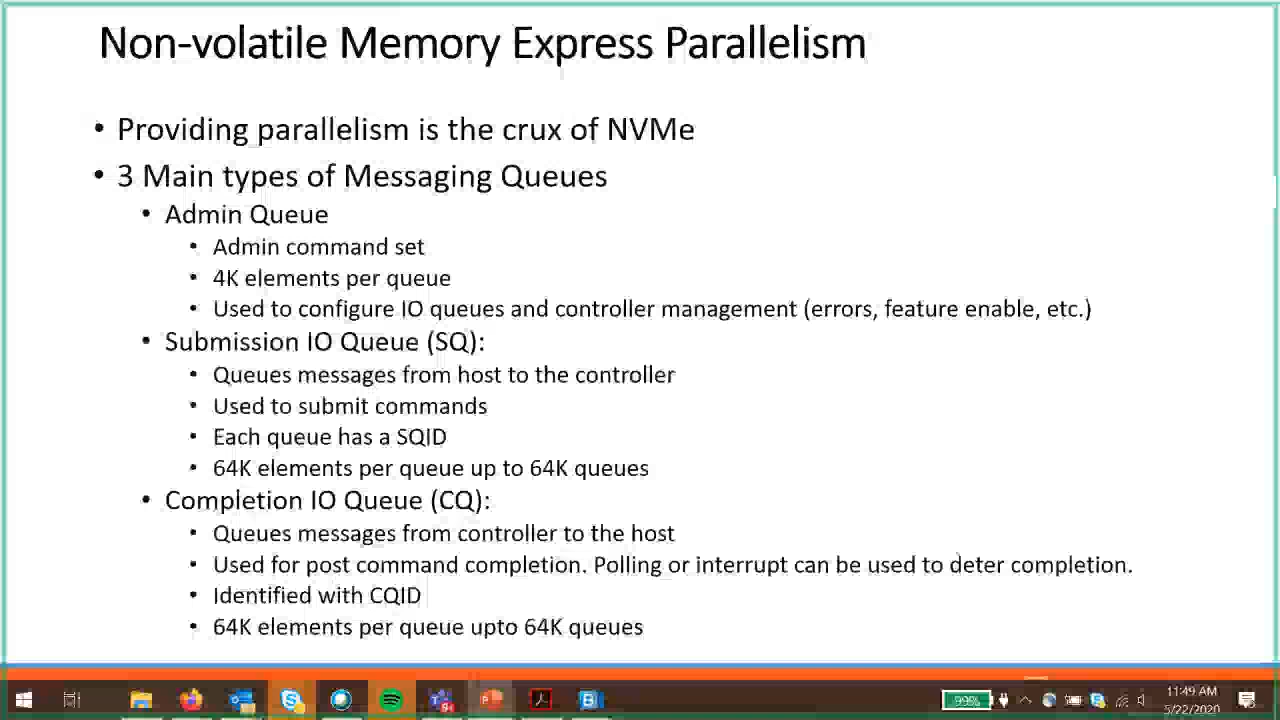 Non-volatile Memory Express Parallelism
• Providing parallelism is the crux of NVMe
• 3 Main types of Messaging Queues
• Admin Queue
• Admin command set
• 4K elements per queue
• Used to configure IO queues and controller management (errors, feature enable, etc.)
• Submission IO Queue (SQ):
• Queues messages from host to the controller
• Used to submit commands
• Each queue has a SQID
• 64K elements per queue up to 64K queues
• Completion IO Queue (CQ):
• Queues messages from controller to the host
• Used for post command completion. Polling or interrupt can be used to deter completion.
• Identified with CQID
• 64K elements per queue upto 64K queues
99%
11:49 AM
5/22/2020